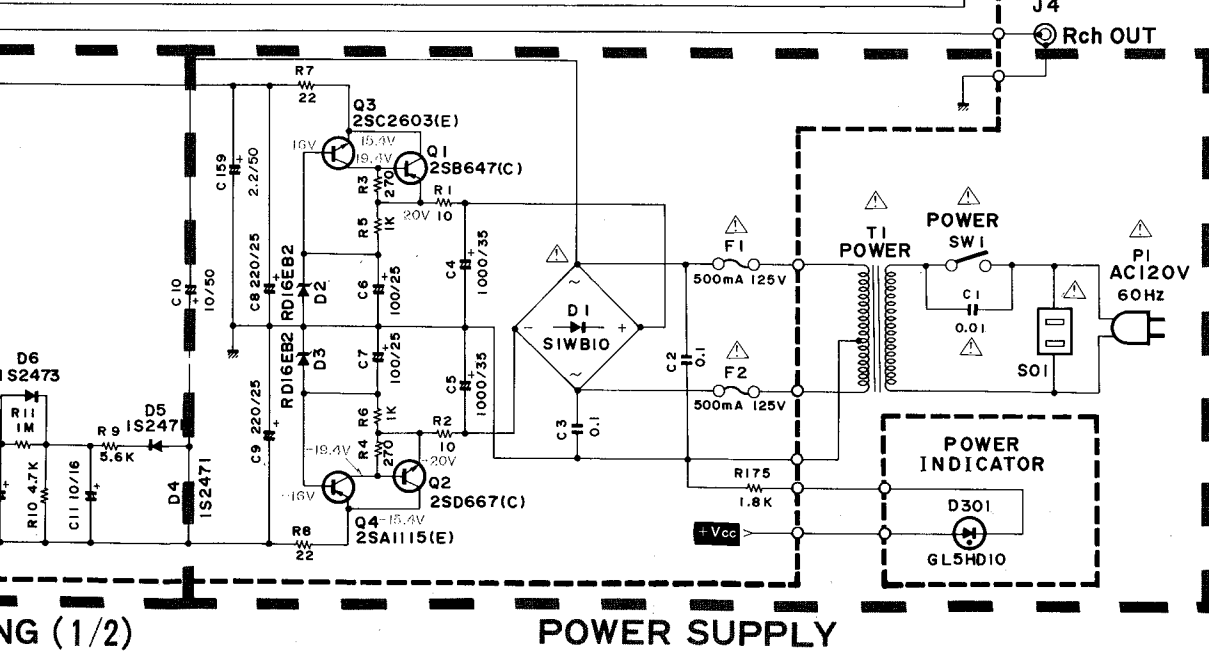 J4
Rch OUT
R7
22
Q3
2SC2603(E)
16V
15.4V
19.4V
Q1
2SB647(C)
C159
2.2/50
R3
270
R1
10
20V
R5
1K
C10
10/50
C8 220/25
RD16EB2
D2
C6
100/25
C4
1000/35
F1
500mA 125V
T1
POWER
POWER
SW1
P1
AC120V
60Hz
C1
0.01
SO1
~
D1
- +
S1WB10
~
C2
0.1
F2
500mA 125V
C3
0.1
RD16EB2
D3
C7
100/25
C5
1000/35
D6
1S2473
R11
1M
R9
5.6K
D5
1S2471
R10 4.7K
C11 10/16
D4
1S2471
C9 220/25
R6
1K
R4
270
R2
10
-19.4V
-20V
-16V
Q2
2SD667(C)
Q4 -15.4V
2SA1115(E)
R8
22
R175
1.8K
+Vcc
POWER
INDICATOR
D301
GL5HD10
NG (1/2)
POWER SUPPLY